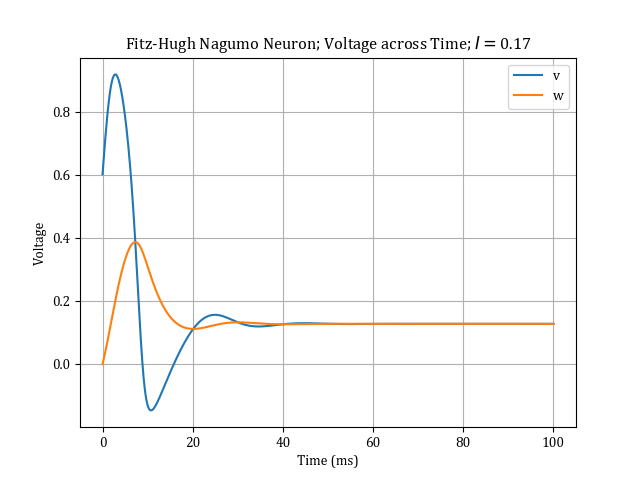 Fitz-Hugh Nagumo Neuron; Voltage across Time; I = 0.17
v
w
0.8
0.6
0.4
0.2
0.0
Voltage
0 20 40 60 80 100
Time (ms)